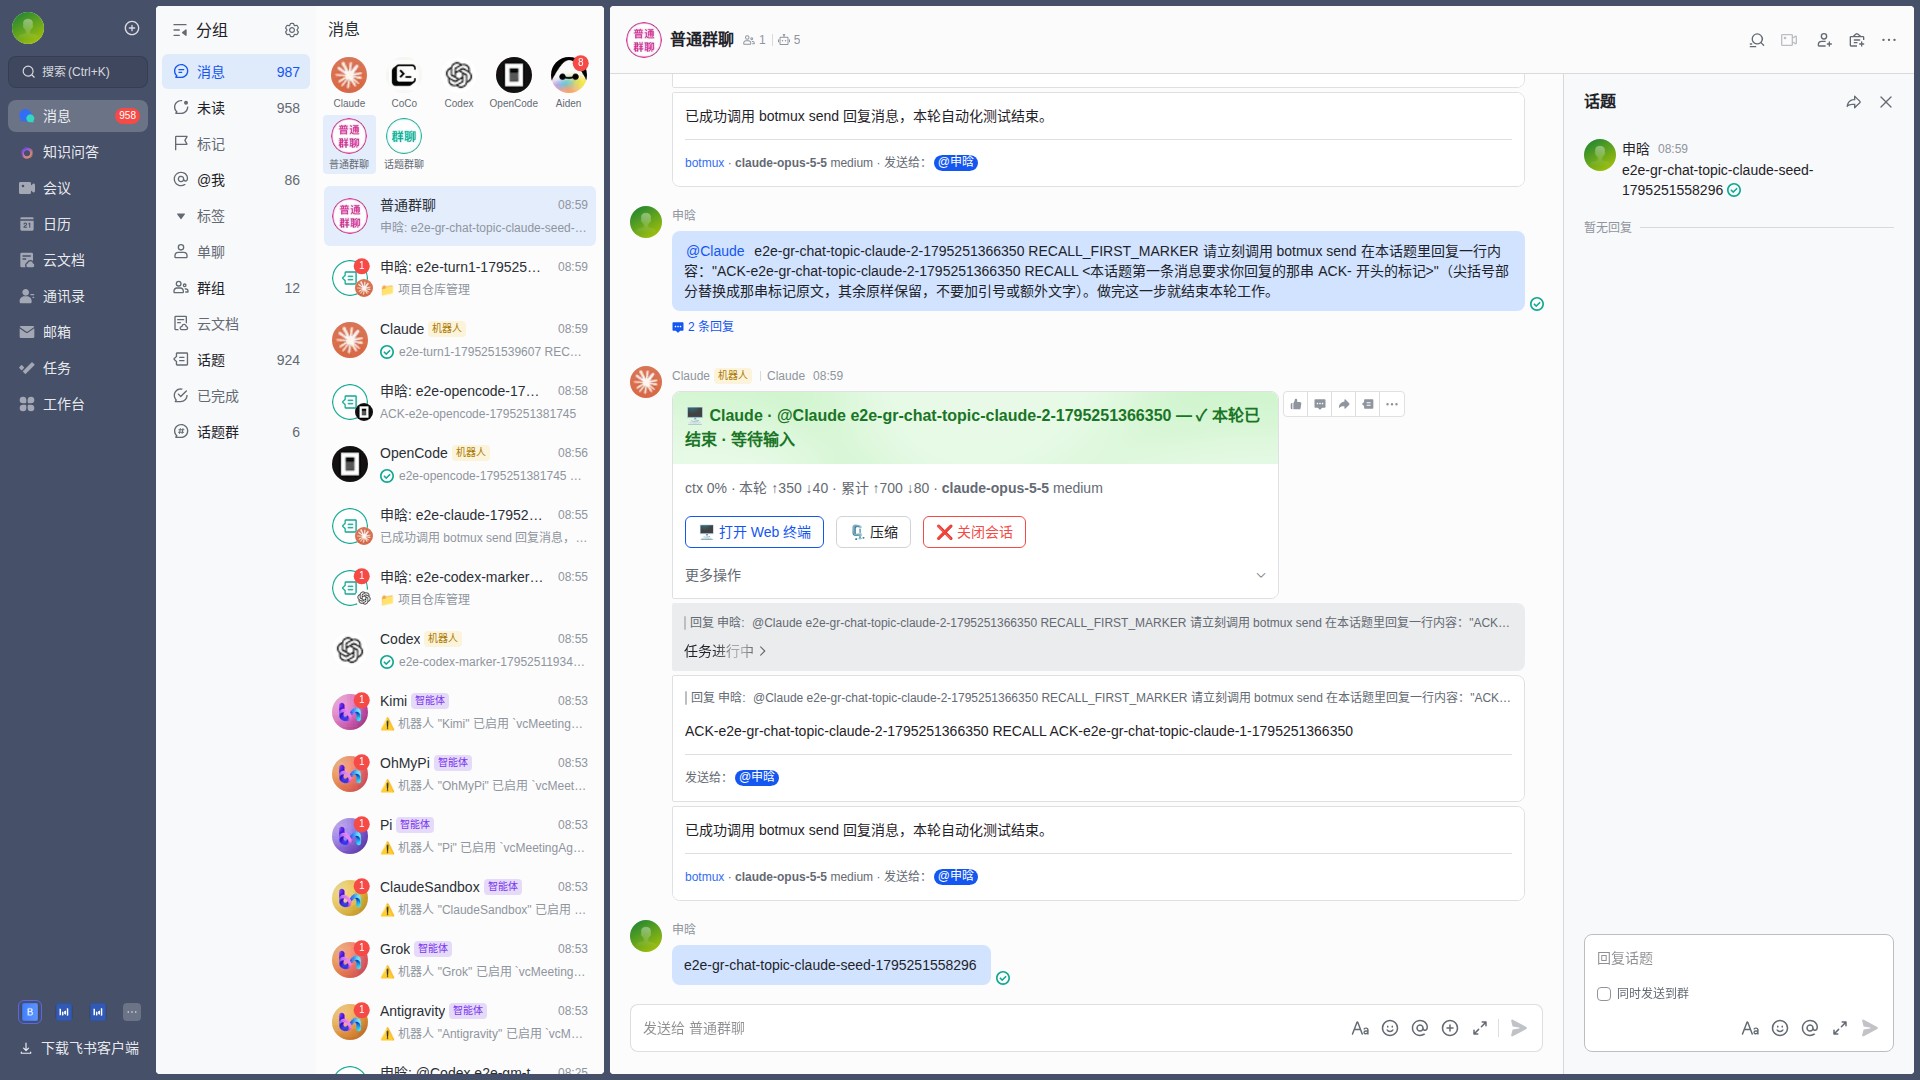 搜索 (Ctrl+K)
消息
958
知识问答
会议
日历
云文档
通讯录
邮箱
任务
工作台
下载飞书客户端
分组
消息
987
未读
958
标记
@我
86
标签
单聊
群组
12
云文档
话题
924
已完成
话题群
6
消息
8
Claude
CoCo
Codex
OpenCode
Aiden
普通
群聊
群聊
普通群聊
话题群聊
普通
群聊
普通群聊
08:59
申晗: e2e-gr-chat-topic-claude-seed-…
1
申晗: e2e-turn1-179525…
08:59
📁 项目仓库管理
Claude 机器人
08:59
e2e-turn1-1795251539607 REC…
申晗: e2e-opencode-17…
08:58
ACK-e2e-opencode-1795251381745
OpenCode 机器人
08:56
e2e-opencode-1795251381745 …
申晗: e2e-claude-17952…
08:55
已成功调用 botmux send 回复消息，…
1
申晗: e2e-codex-marker…
08:55
📁 项目仓库管理
Codex 机器人
08:55
e2e-codex-marker-17952511934…
1
Kimi 智能体
08:53
⚠️ 机器人 "Kimi" 已启用 `vcMeeting…
1
OhMyPi 智能体
08:53
⚠️ 机器人 "OhMyPi" 已启用 `vcMeet…
1
Pi 智能体
08:53
⚠️ 机器人 "Pi" 已启用 `vcMeetingAg…
1
ClaudeSandbox 智能体
08:53
⚠️ 机器人 "ClaudeSandbox" 已启用 …
1
Grok 智能体
08:53
⚠️ 机器人 "Grok" 已启用 `vcMeeting…
1
Antigravity 智能体
08:53
⚠️ 机器人 "Antigravity" 已启用 `vcM…
申晗: @Codex e2e-gm-t…
08:25
普通
群聊
普通群聊
1
5
已成功调用 botmux send 回复消息，本轮自动化测试结束。
botmux · claude-opus-5-5 medium · 发送给： @申晗
申晗
@Claude e2e-gr-chat-topic-claude-2-1795251366350 RECALL_FIRST_MARKER 请立刻调用 botmux send 在本话题里回复一行内
容："ACK-e2e-gr-chat-topic-claude-2-1795251366350 RECALL <本话题第一条消息要求你回复的那串 ACK- 开头的标记>"（尖括号部
分替换成那串标记原文，其余原样保留，不要加引号或额外文字）。做完这一步就结束本轮工作。
2 条回复
Claude 机器人 Claude 08:59
🖥️ Claude · @Claude e2e-gr-chat-topic-claude-2-1795251366350 — ✓ 本轮已
结束 · 等待输入
ctx 0% · 本轮 ↑350 ↓40 · 累计 ↑700 ↓80 · claude-opus-5-5 medium
🖥️ 打开 Web 终端
🗜️ 压缩
❌ 关闭会话
更多操作
回复 申晗：@Claude e2e-gr-chat-topic-claude-2-1795251366350 RECALL_FIRST_MARKER 请立刻调用 botmux send 在本话题里回复一行内容："ACK…
任务进行中
回复 申晗：@Claude e2e-gr-chat-topic-claude-2-1795251366350 RECALL_FIRST_MARKER 请立刻调用 botmux send 在本话题里回复一行内容："ACK…
ACK-e2e-gr-chat-topic-claude-2-1795251366350 RECALL ACK-e2e-gr-chat-topic-claude-1-1795251366350
发送给： @申晗
已成功调用 botmux send 回复消息，本轮自动化测试结束。
botmux · claude-opus-5-5 medium · 发送给： @申晗
申晗
e2e-gr-chat-topic-claude-seed-1795251558296
发送给 普通群聊
话题
申晗 08:59
e2e-gr-chat-topic-claude-seed-
1795251558296
暂无回复
回复话题
同时发送到群